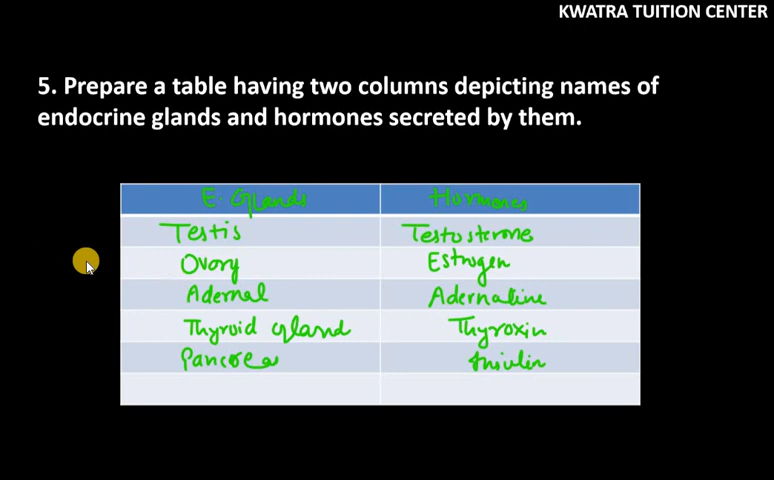 KWATRA TUITION CENTER
5. Prepare a table having two columns depicting names of
endocrine glands and hormones secreted by them.
E. Glands Hormones
Testis Testosterone
Ovary Estrogen
Adernal Adernaline
Thyroid gland Thyroxin
Pancrea Insulin